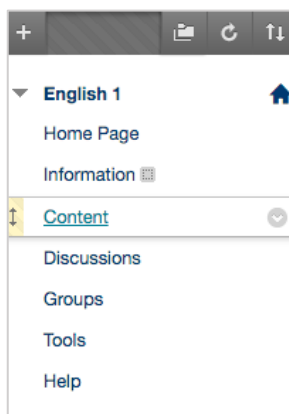 English 1
Home Page
Information
Content
Discussions
Groups
Tools
Help